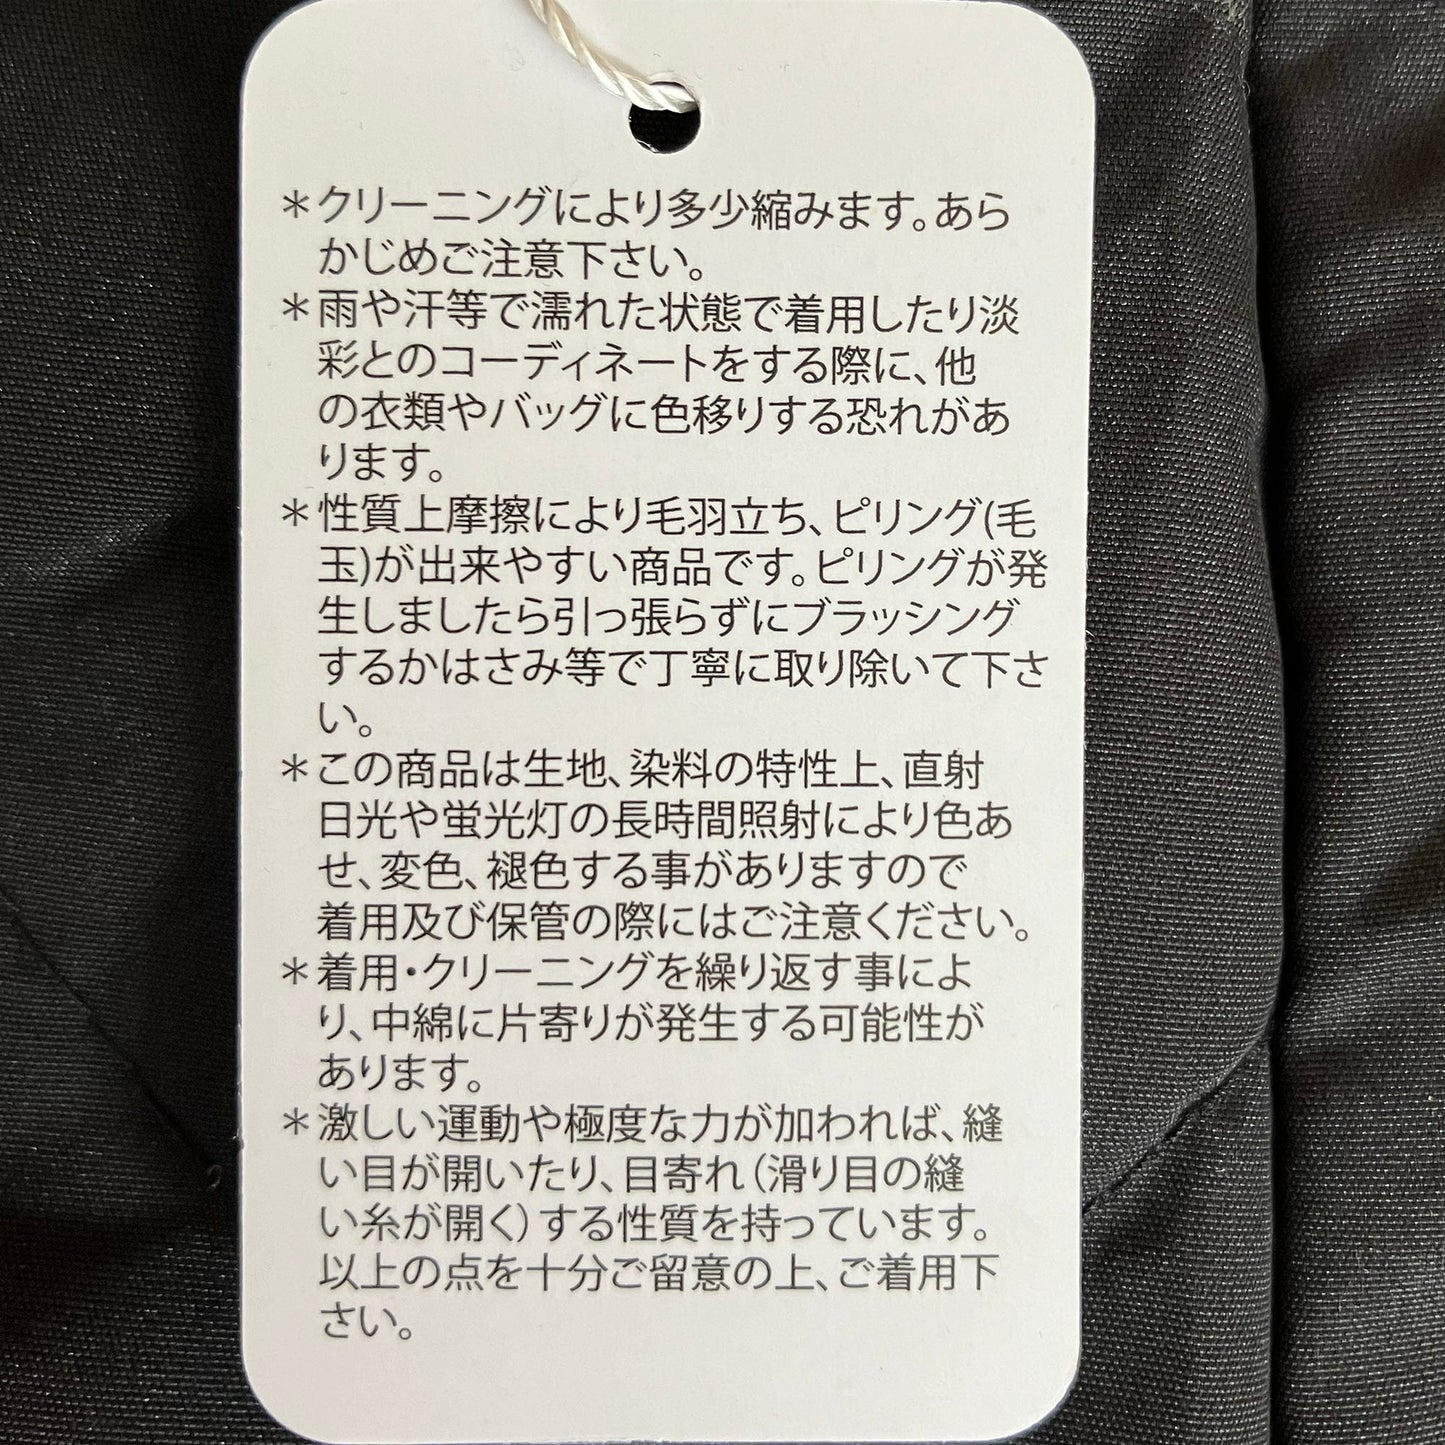 ＊クリーニングにより多少縮みます。あら
かじめご注意下さい。
＊雨や汗等で濡れた状態で着用したり淡
彩とのコーディネートをする際に、他
の衣類やバッグに色移りする恐れがあ
ります。
＊性質上摩擦により毛羽立ち、ピリング(毛
玉)が出来やすい商品です。ピリングが発
生しましたら引っ張らずにブラッシング
するかはさみ等で丁寧に取り除いて下さ
い。
＊この商品は生地、染料の特性上、直射
日光や蛍光灯の長時間照射により色あ
せ、変色、褪色する事がありますので
着用及び保管の際にはご注意ください。
＊着用・クリーニングを繰り返す事によ
り、中綿に片寄りが発生する可能性が
あります。
＊激しい運動や極度な力が加われば、縫
い目が開いたり、目寄れ（滑り目の縫
い糸が開く）する性質を持っています。
以上の点を十分ご留意の上、ご着用下
さい。